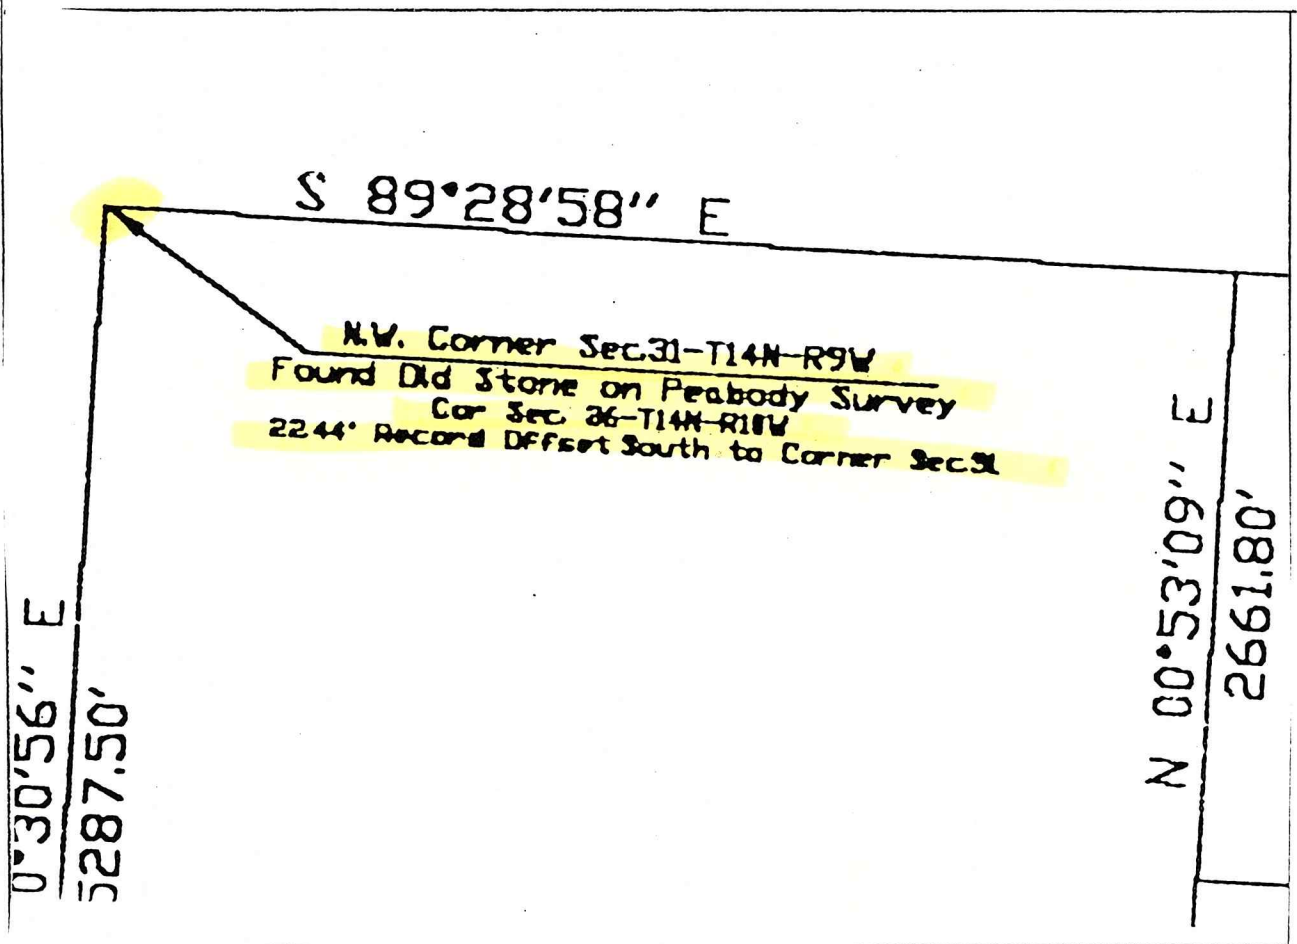 S 89°28'58" E
N.W. Corner Sec.31-T14N-R9W
Found Old Stone on Peabody Survey
Cor Sec. 36-T14N-R10W
22.44' Record Offset South to Corner Sec.31
N 00°53'09" E
2661.80'
0°30'56" E
5287.50'